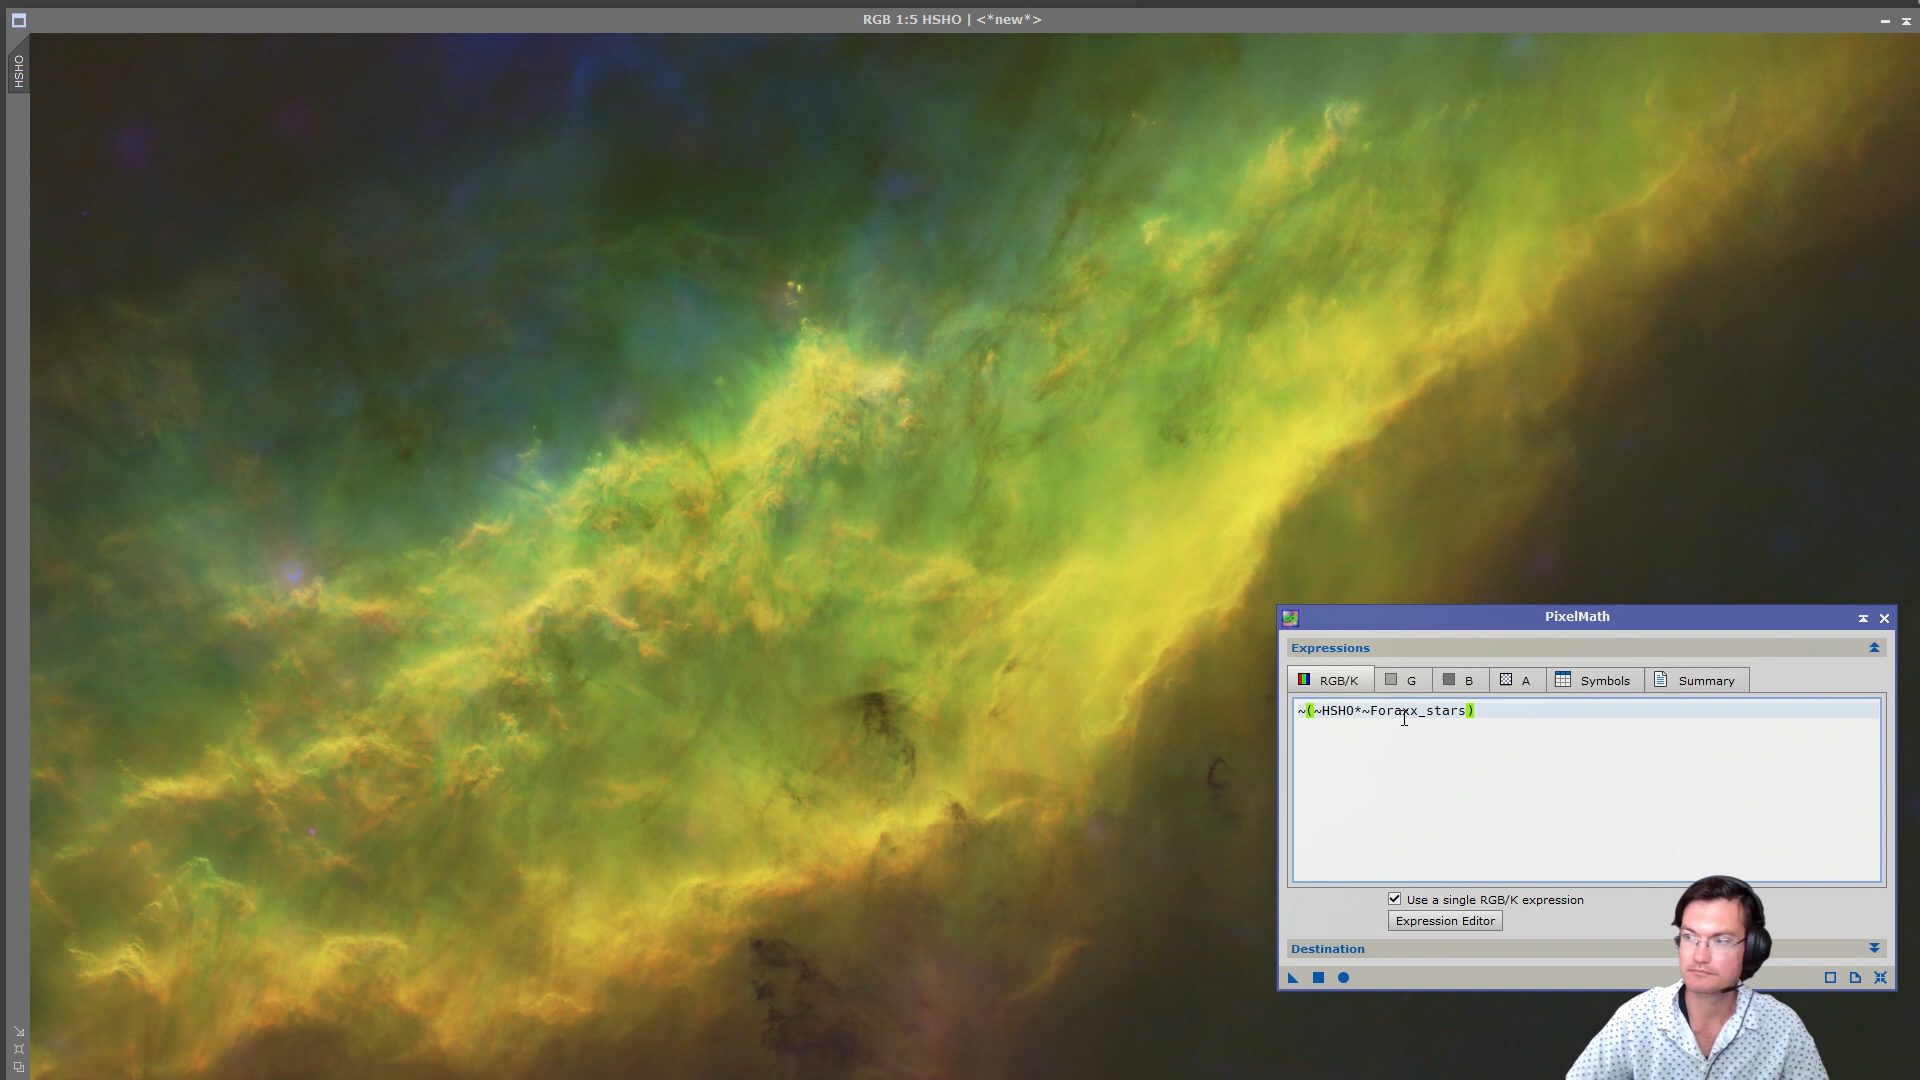 RGB 1:5 HSHO | <*new*>
HSHO
PixelMath
Expressions
RGB/K
G
B
A
Symbols
Summary
~(~HSHO*~Foraxx_stars)
Use a single RGB/K expression
Expression Editor
Destination